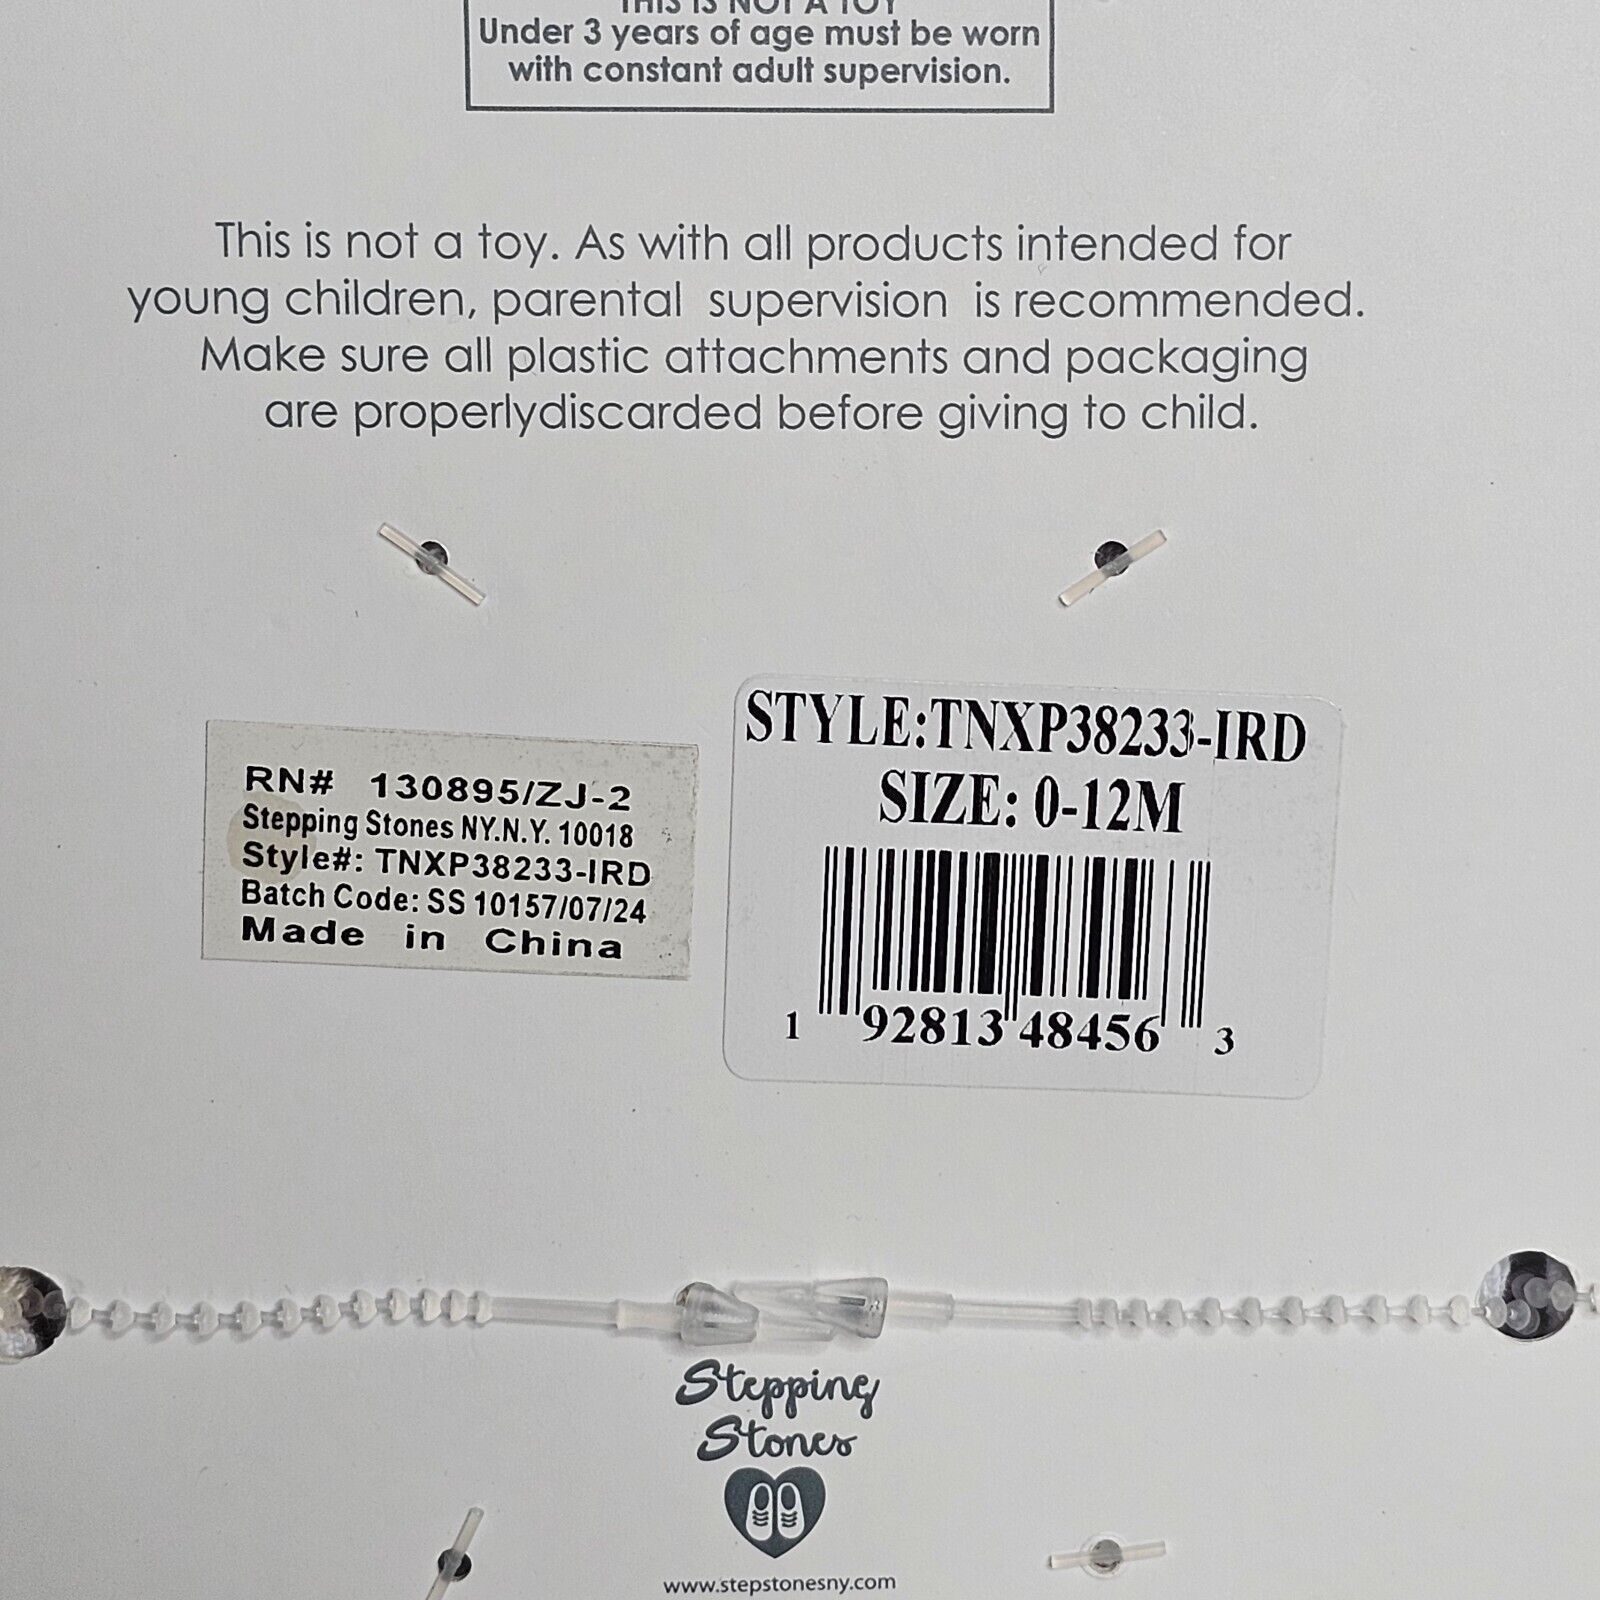 THIS IS NOT A TOY
Under 3 years of age must be worn
with constant adult supervision.
This is not a toy. As with all products intended for
young children, parental supervision is recommended.
Make sure all plastic attachments and packaging
are properlydiscarded before giving to child.
RN# 130895/ZJ-2
Stepping Stones NY.N.Y. 10018
Style#: TNXP38233-IRD
Batch Code: SS 10157/07/24
Made in China
STYLE:TNXP38233-IRD
SIZE: 0-12M
1 92813 48456 3
Stepping
Stones
www.stepstonesny.com